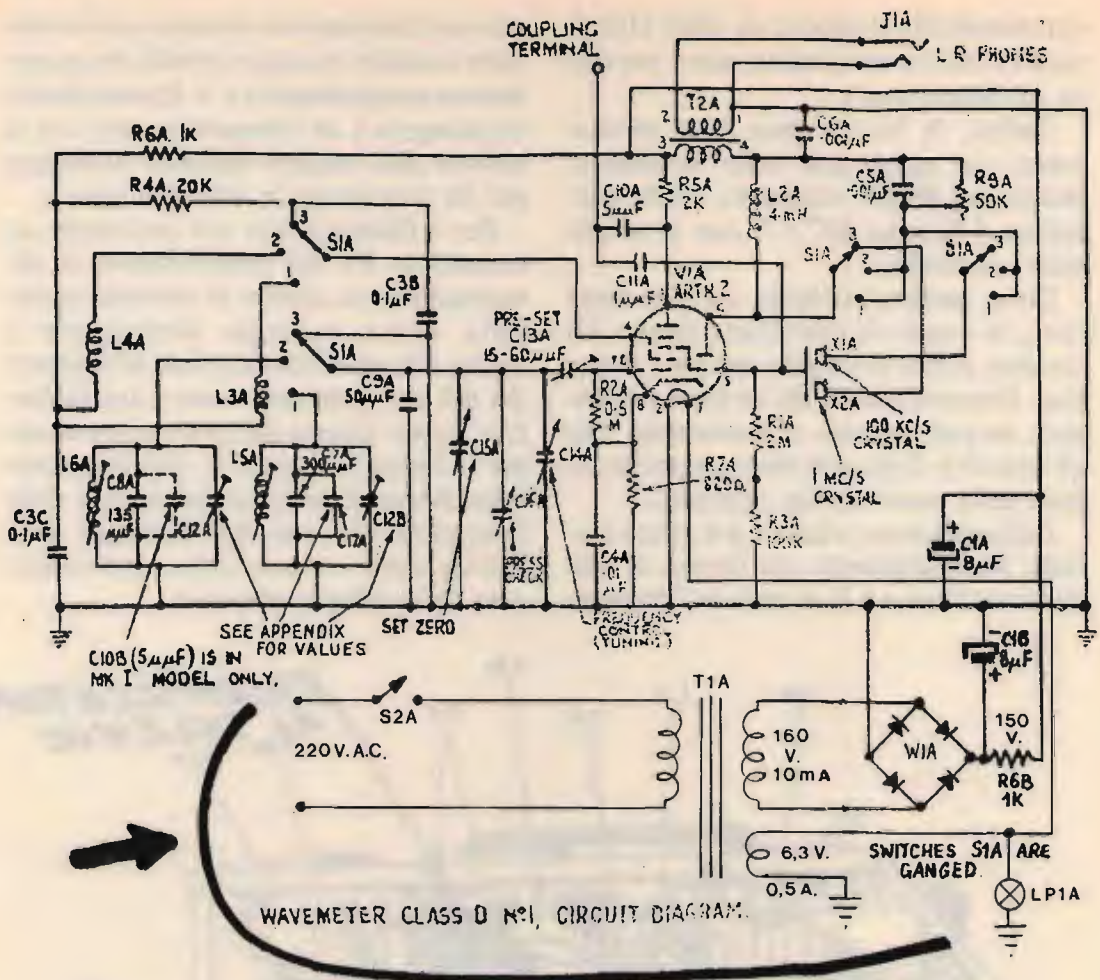 COUPLING
TERMINAL
J1A
L R PHONES
T2A
2
1
3
4
R6A. 1K
R4A. 20K
C6A
·001μF
C5A
·001μF
R9A
50K
C10A
5μμF
R5A
2K
L2A
4-mH
3
2
1
S1A
C3B
0·1μF
C11A
1μμF
V1A
ARTH.2
S1A
3
2
1
S1A
3
2
1
L4A
3
2
1
S1A
L3A
PRE-SET
C13A
15-60μμF
4
6
5
8
2
7
X1A
X2A
100 KC/S
CRYSTAL
1 MC/S
CRYSTAL
C9A
50μμF
R2A
0·5
M
R1A
2M
C15A
C14A
R7A
820Ω
R3A
100K
L6A
C8A
135
μμF
C12A
L5A
C7A
300μμF
C17A
C12B
C3C
0·1μF
PRESS
CHECK
C4A
·01
μF
C1A
8μF
+
−
SEE APPENDIX
FOR VALUES
SET ZERO
FREQUENCY
CONTROL
(TUNING)
C10B (5μμF) IS IN
MK I MODEL ONLY.
C1B
8μF
−
+
S2A
220 V. A.C.
T1A
160
V.
10 mA
W1A
150
V.
R6B
1K
6,3 V.
0,5 A.
SWITCHES S1A ARE
GANGED.
LP1A
WAVEMETER CLASS D Nº1, CIRCUIT DIAGRAM.